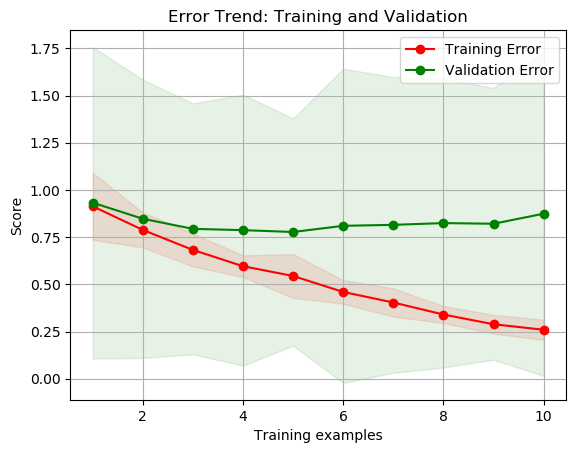 Error Trend: Training and Validation
Training Error
Validation Error
1.75
1.50
1.25
1.00
0.75
0.50
0.25
0.00
Score
2 4 6 8 10
Training examples